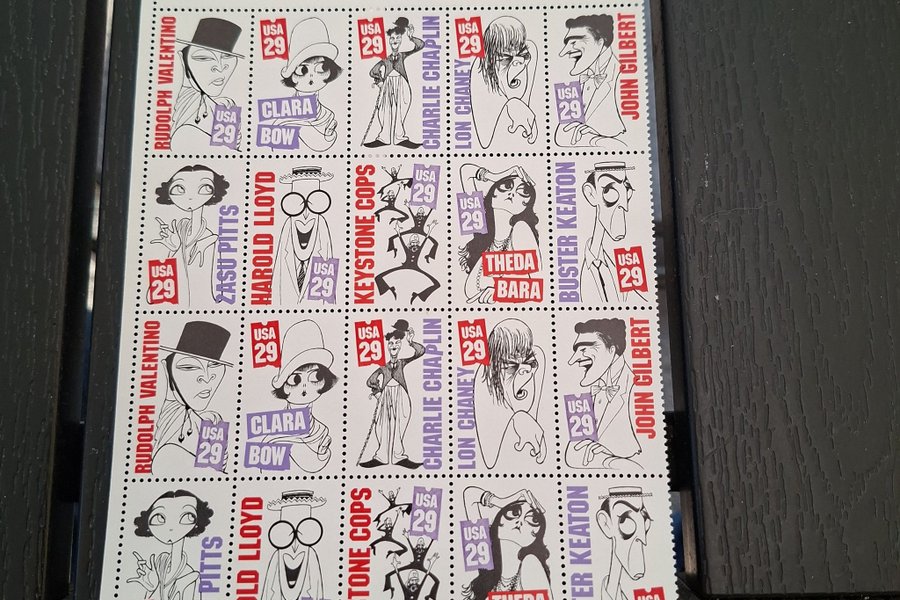 RUDOLPH VALENTINO
USA
29
USA
29
CLARA
BOW
USA
29
CHARLIE CHAPLIN
USA
29
LON CHANEY
USA
29
JOHN GILBERT
USA
29
ZASU PITTS
HAROLD LLOYD
USA
29
KEYSTONE COPS
USA
29
USA
29
THEDA
BARA
BUSTER KEATON
USA
29
RUDOLPH VALENTINO
USA
29
USA
29
CLARA
BOW
USA
29
CHARLIE CHAPLIN
USA
29
LON CHANEY
USA
29
JOHN GILBERT
PITTS
OLD LLOYD
TONE COPS
USA
29
USA
29
THEDA
TER KEATON
USA